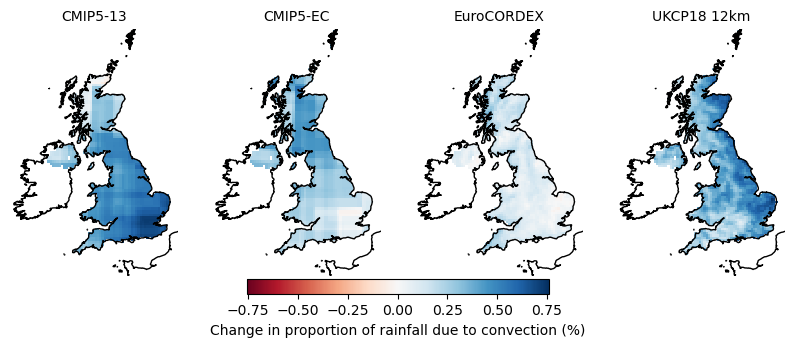 CMIP5-13 CMIP5-EC EuroCORDEX UKCP18 12km
−0.75 −0.50 −0.25 0.00 0.25 0.50 0.75
Change in proportion of rainfall due to convection (%)